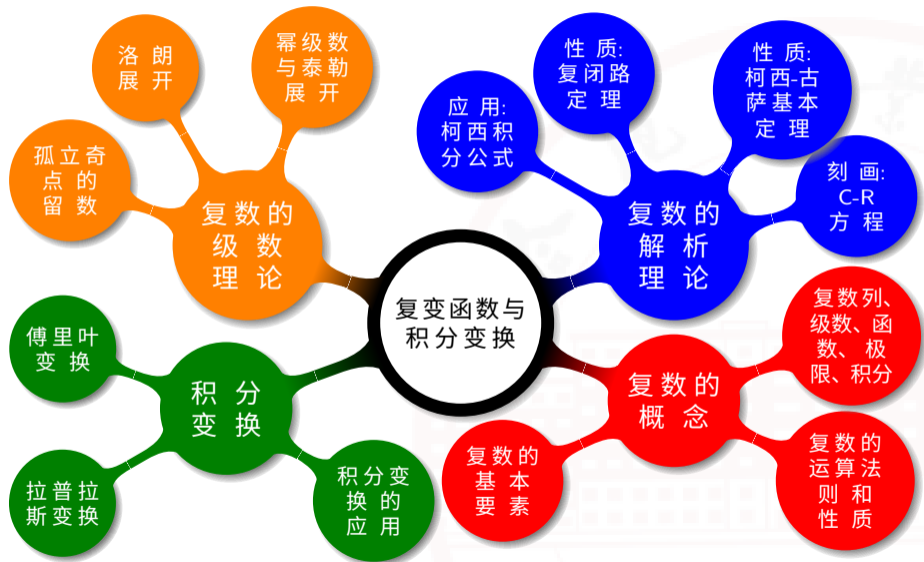 复变函数与
积分变换
复数的
级数
理论
孤立奇
点的
留数
洛朗
展开
幂级数
与泰勒
展开
复数的
解析
理论
应用:
柯西积
分公式
性质:
复闭路
定理
性质:
柯西-古
萨基本
定理
刻画:
C-R
方程
积分
变换
傅里叶
变换
拉普拉
斯变换
积分变
换的
应用
复数的
概念
复数的
基本
要素
复数的
运算法
则和
性质
复数列、
级数、函
数、极
限、积分